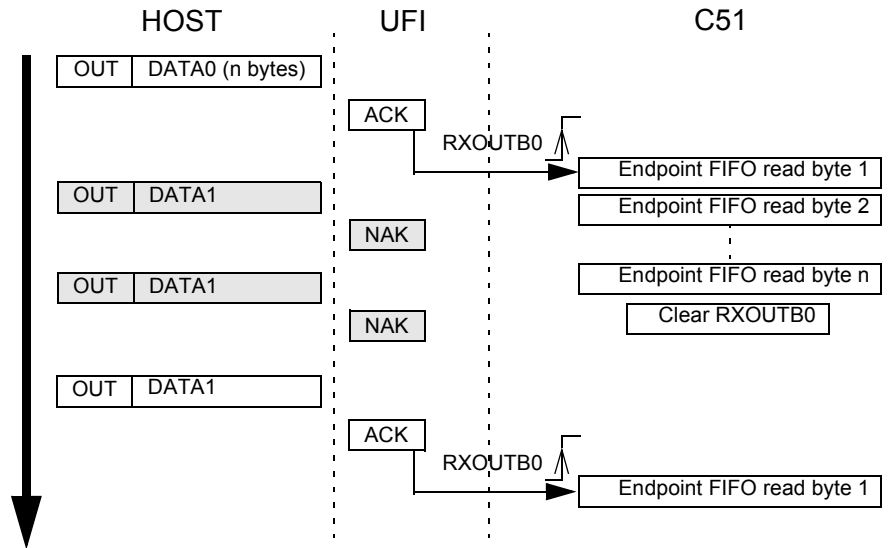 HOST UFI C51
OUT DATA0 (n bytes)
ACK
RXOUTB0
Endpoint FIFO read byte 1
OUT DATA1
Endpoint FIFO read byte 2
NAK
Endpoint FIFO read byte n
OUT DATA1
Clear RXOUTB0
NAK
OUT DATA1
ACK
RXOUTB0
Endpoint FIFO read byte 1